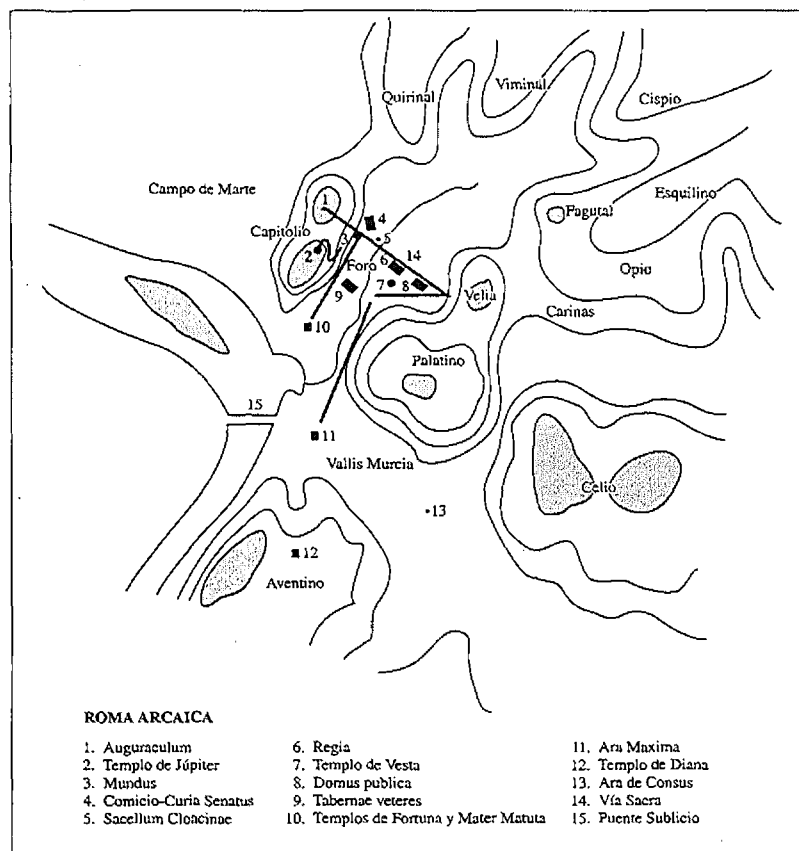 Quirinal
Viminal
Cispio
Campo de Marte
Esquilino
1
4
Fagutal
Capitolio
3
5
2
14
Foro
6
Opio
7
8
9
Velia
Carinas
10
Palatino
15
11
Vallis Murcia
Celio
13
12
Aventino
ROMA ARCAICA
1. Auguraculum
2. Templo de Júpiter
3. Mundus
4. Comicio-Curia Senatus
5. Sacellum Cloacinae
6. Regia
7. Templo de Vesta
8. Domus publica
9. Tabernae veteres
10. Templos de Fortuna y Mater Matuta
11. Ara Maxima
12. Templo de Diana
13. Ara de Consus
14. Vía Sacra
15. Puente Sublicio